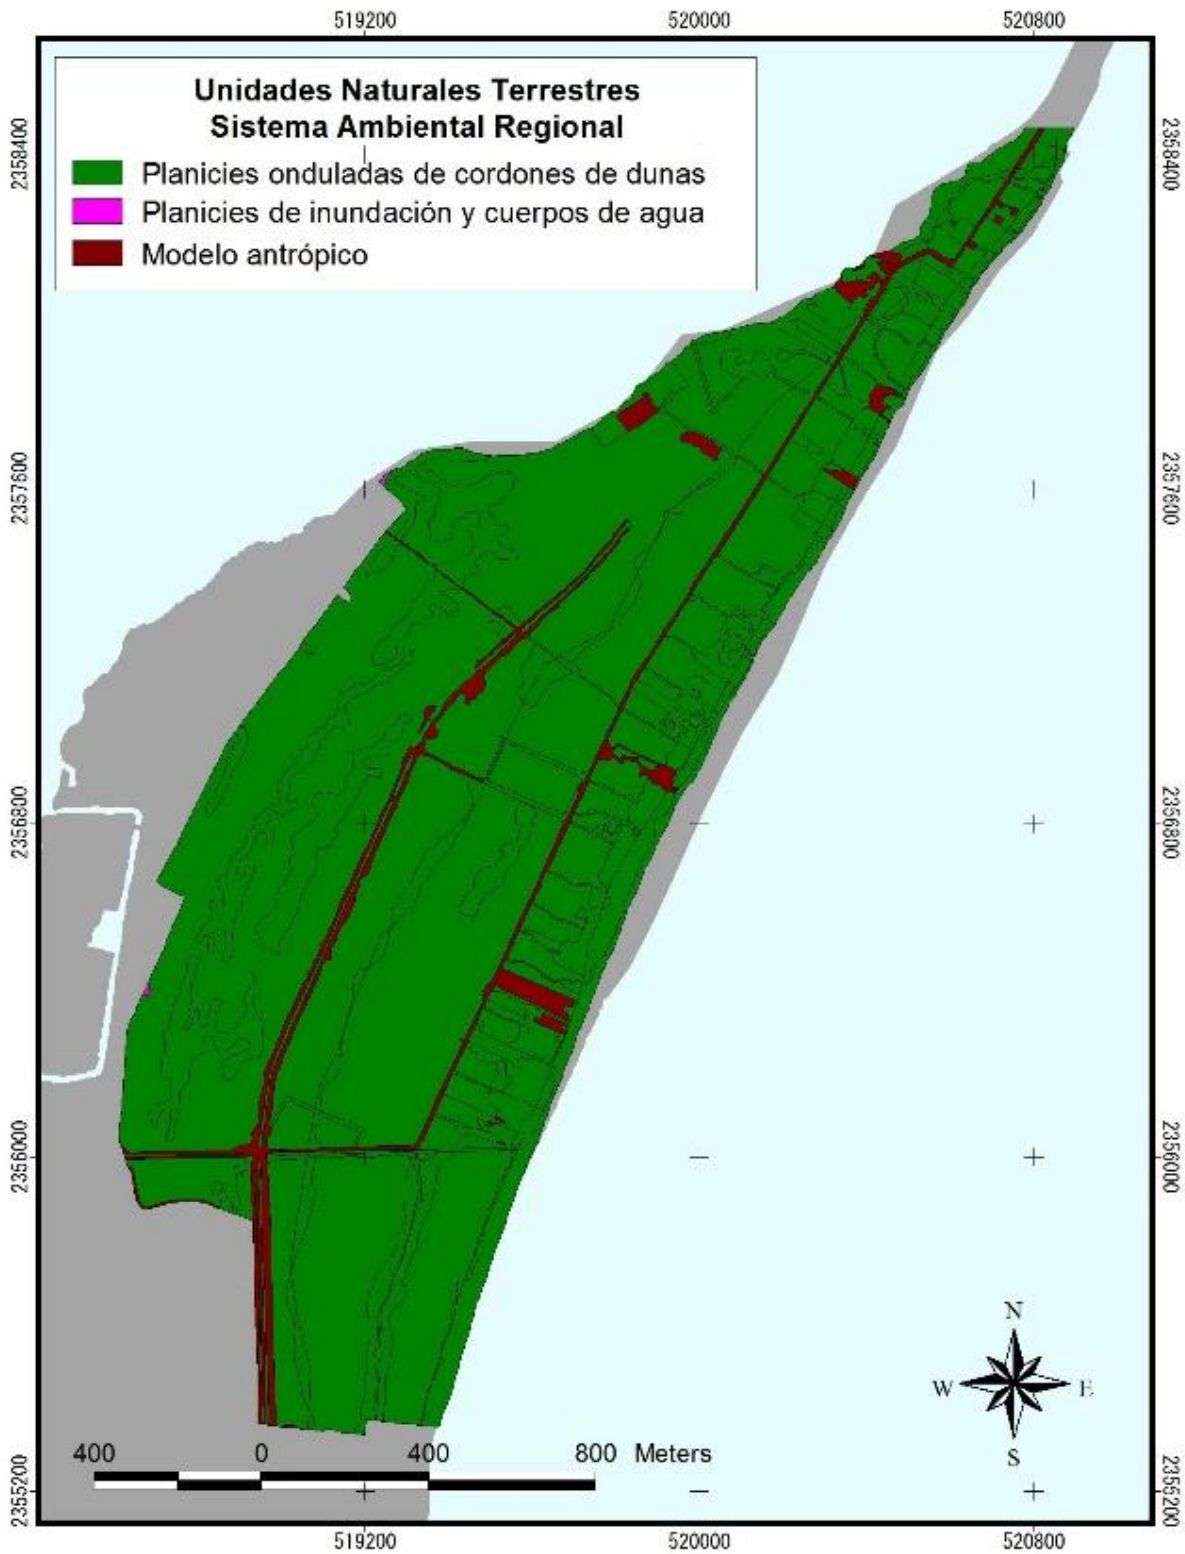 519200 520000 520800
Unidades Naturales Terrestres
Sistema Ambiental Regional
Planicies onduladas de cordones de dunas
Planicies de inundación y cuerpos de agua
Modelo antrópico
2358400 2358400
2357600 2357600
2356800 2356800
2356000 2356000
N
W E
S
400 0 400 800 Meters
2355200 2355200
519200 520000 520800